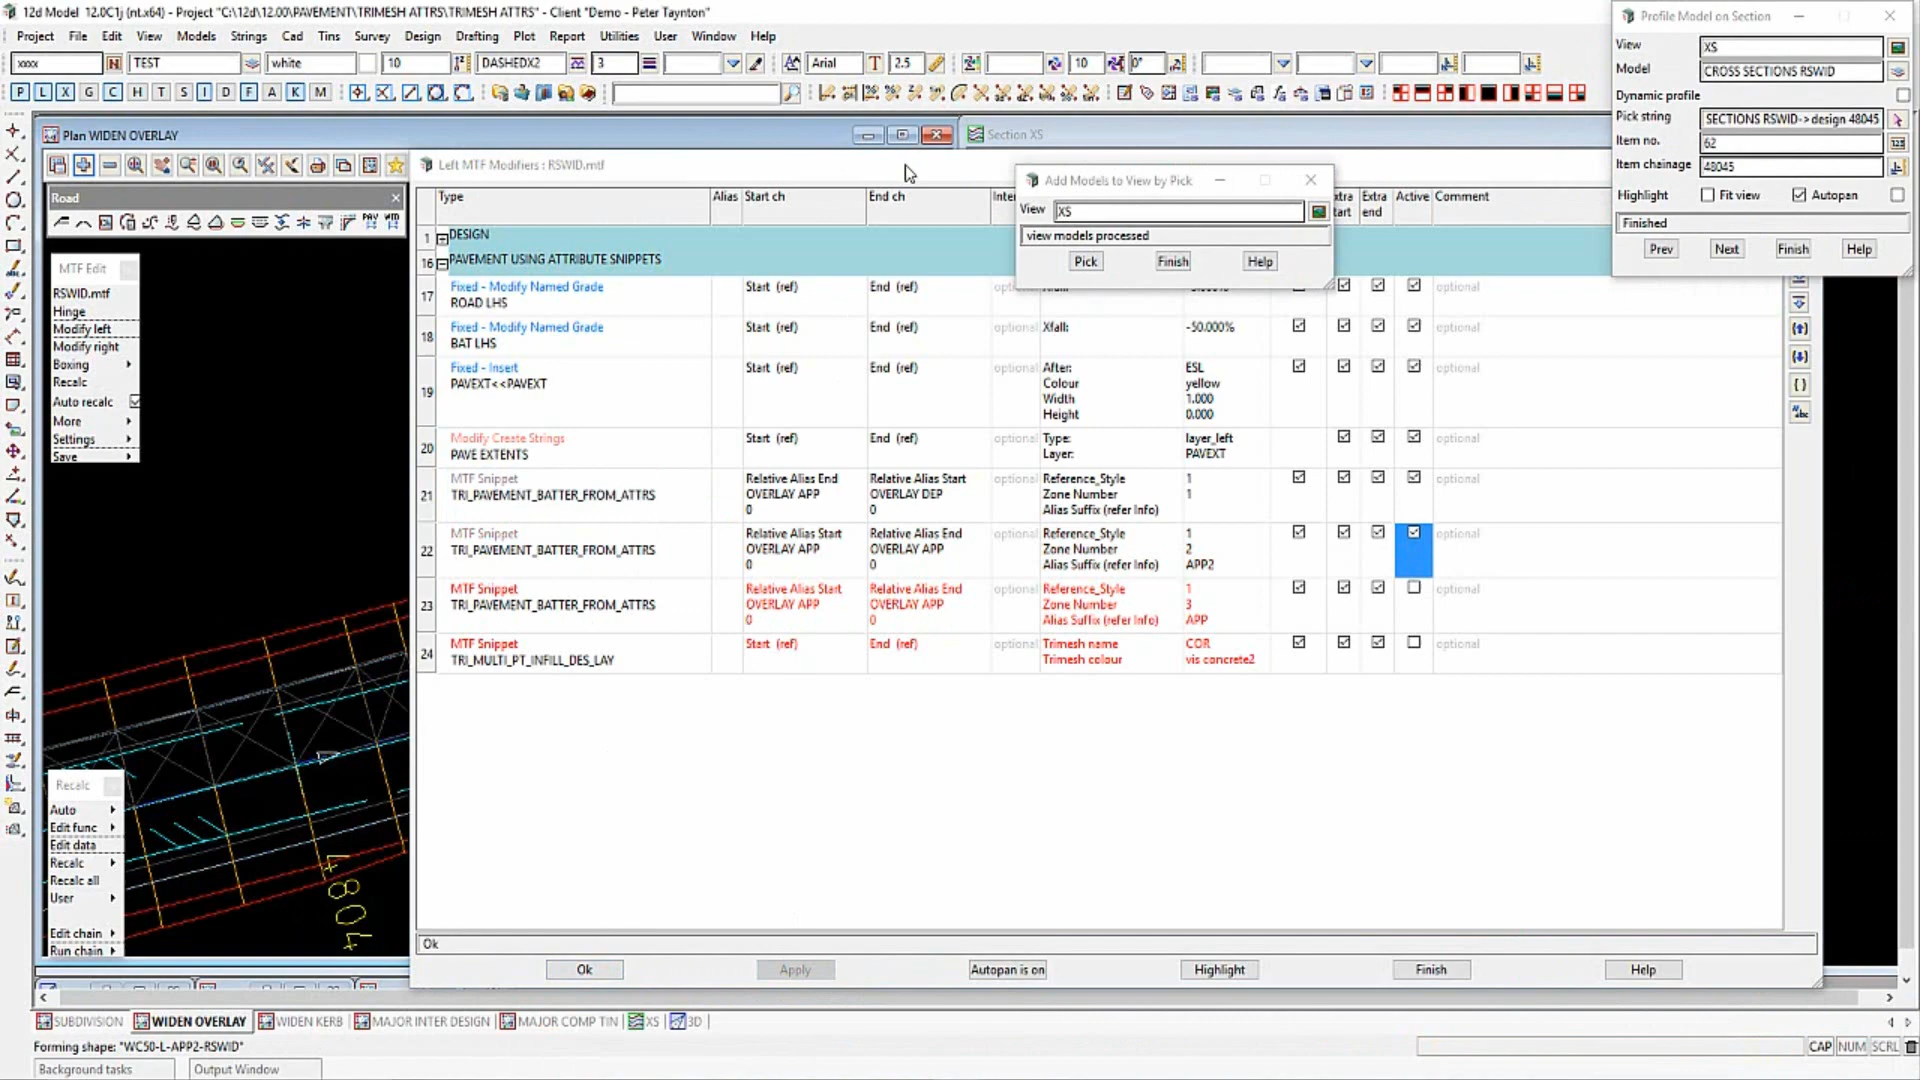 12d Model 12.0C1j (nt.x64) - Project "C:\12d\12.00\PAVEMENT\TRIMESH ATTRS\TRIMESH ATTRS" - Client "Demo - Peter Taynton"
Project File Edit View Models Strings Cad Tins Survey Design Drafting Plot Report Utilities User Window Help
xxxx TEST white 10 DASHEDX2 3 Arial 2.5 10 0°
P L X G C H T S I D F A K M
Plan WIDEN OVERLAY
Section XS
Road
PAV WID
MTF Edit
RSWID.mtf
Hinge
Modify left
Modify right
Boxing
Recalc
Auto recalc
More
Settings
Save
Recalc
Auto
Edit func
Edit data
Recalc
Recalc all
User
Edit chain
Run chain
4804
Left MTF Modifiers : RSWID.mtf
Type Alias Start ch End ch Extra end Active Comment
1 DESIGN
16 PAVEMENT USING ATTRIBUTE SNIPPETS
17 Fixed - Modify Named Grade Start (ref) End (ref) optional
ROAD LHS
18 Fixed - Modify Named Grade Start (ref) End (ref) optional Xfall: -50.000% optional
BAT LHS
19 Fixed - Insert Start (ref) End (ref) optional After: ESL optional
PAVEXT<<PAVEXT Colour yellow
Width 1.000
Height 0.000
20 Modify Create Strings Start (ref) End (ref) optional Type: layer_left optional
PAVE EXTENTS Layer: PAVEXT
21 MTF Snippet Relative Alias End Relative Alias Start optional Reference_Style 1 optional
TRI_PAVEMENT_BATTER_FROM_ATTRS OVERLAY APP OVERLAY DEP Zone Number 1
0 Alias Suffix (refer Info)
0
22 MTF Snippet Relative Alias Start Relative Alias End optional Reference_Style 1 optional
TRI_PAVEMENT_BATTER_FROM_ATTRS OVERLAY APP OVERLAY APP Zone Number 2
0 0 Alias Suffix (refer Info) APP2
23 MTF Snippet Relative Alias Start Relative Alias End optional Reference_Style 1 optional
TRI_PAVEMENT_BATTER_FROM_ATTRS OVERLAY APP OVERLAY APP Zone Number 3
0 0 Alias Suffix (refer Info) APP
24 MTF Snippet Start (ref) End (ref) optional Trimesh name COR optional
TRI_MULTI_PT_INFILL_DES_LAY Trimesh colour vis concrete2
Ok
Ok Apply Autopan is on Highlight Finish Help
Add Models to View by Pick
View XS
view models processed
Pick Finish Help
Profile Model on Section
View XS
Model CROSS SECTIONS RSWID
Dynamic profile
Pick string SECTIONS RSWID->design 48045
Item no. 62
Item chainage 48045
Highlight Fit view Autopan
Finished
Prev Next Finish Help
SUBDIVISION WIDEN OVERLAY WIDEN KERB MAJOR INTER DESIGN MAJOR COMP TIN XS 3D
Forming shape: "WC50-L-APP2-RSWID"
CAP NUM SCRL
Background tasks Output Window